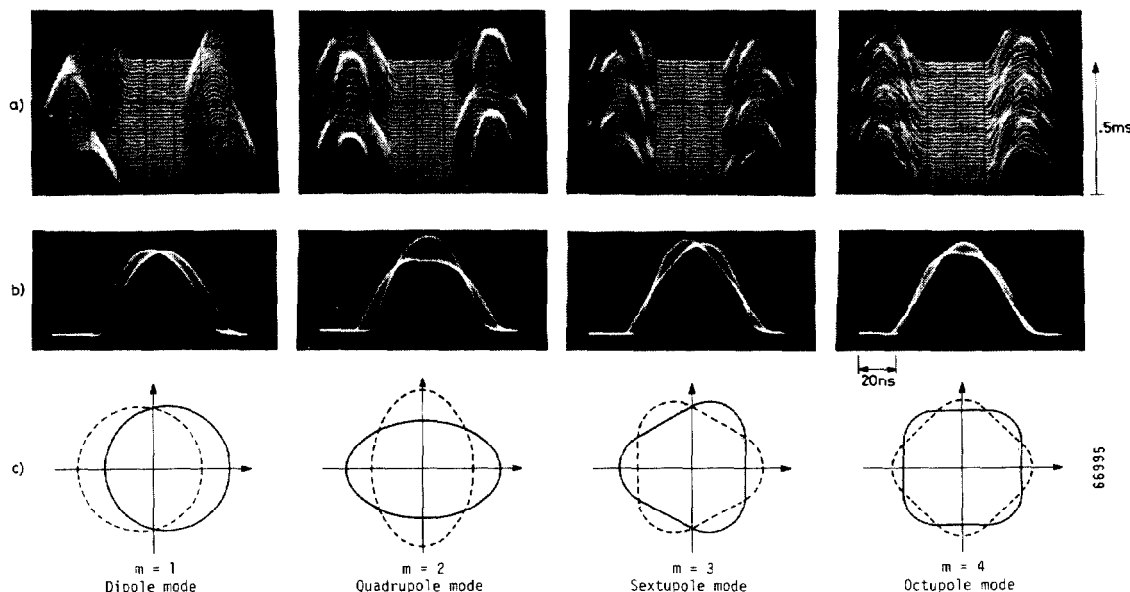 a)
.5ms
b)
20ns
c)
66995
m = 1
Dipole mode
m = 2
Quadrupole mode
m = 3
Sextupole mode
m = 4
Octupole mode